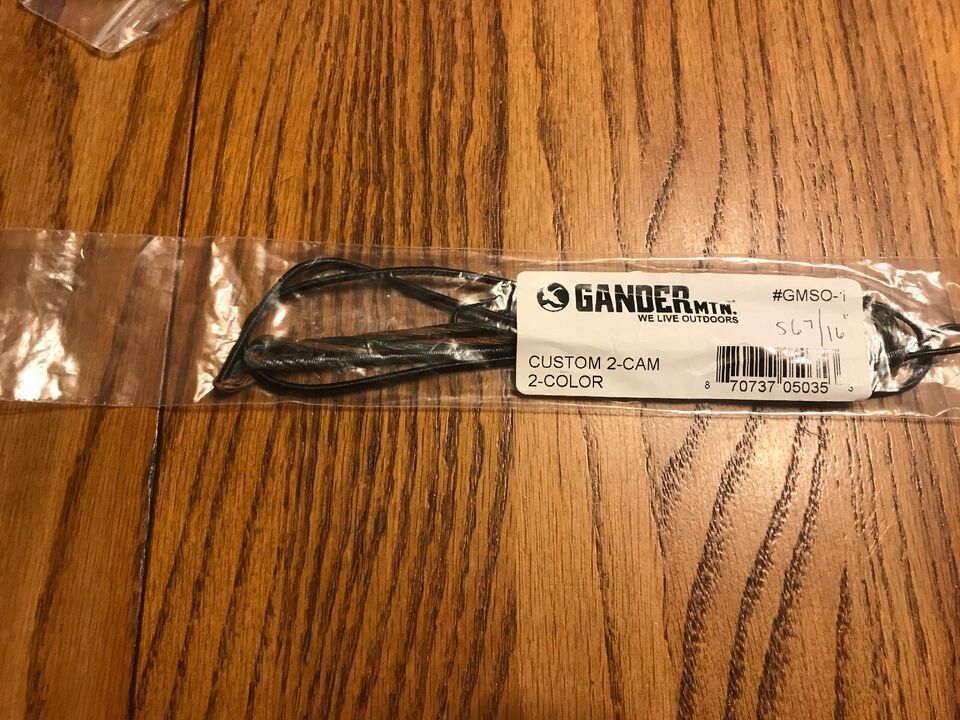 GANDER MTN.
WE LIVE OUTDOORS
#GMSO-1
56 7/16"
CUSTOM 2-CAM
2-COLOR
8 70737 05035 3